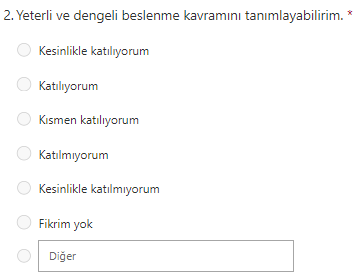 2. Yeterli ve dengeli beslenme kavramını tanımlayabilirim. *
Kesinlikle katılıyorum
Katılıyorum
Kısmen katılıyorum
Katılmıyorum
Kesinlikle katılmıyorum
Fikrim yok
Diğer